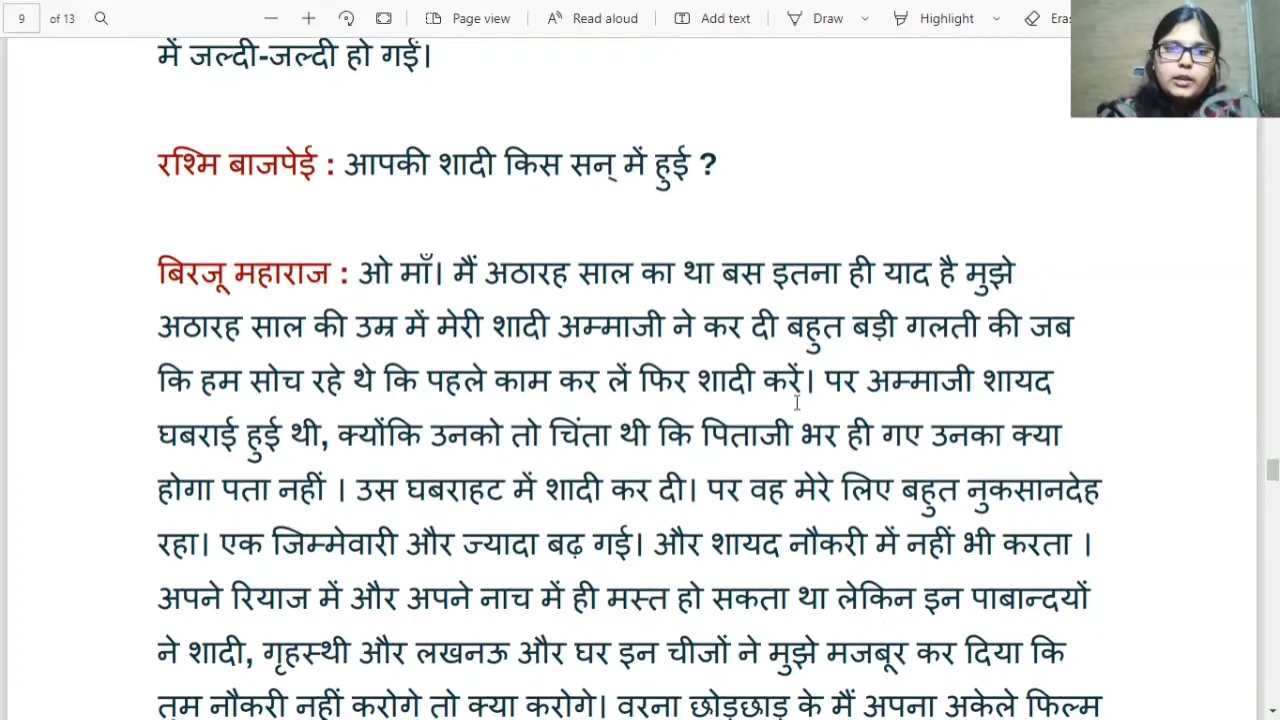 9 of 13 Page view Read aloud Add text Draw Highlight
में जल्दी-जल्दी हो गईं।
रश्मि बाजपेई : आपकी शादी किस सन् में हुई ?
बिरजू महाराज : ओ माँ। मैं अठारह साल का था बस इतना ही याद है मुझे
अठारह साल की उम्र में मेरी शादी अम्माजी ने कर दी बहुत बड़ी गलती की जब
कि हम सोच रहे थे कि पहले काम कर लें फिर शादी करें। पर अम्माजी शायद
घबराई हुई थी, क्योंकि उनको तो चिंता थी कि पिताजी भर ही गए उनका क्या
होगा पता नहीं । उस घबराहट में शादी कर दी। पर वह मेरे लिए बहुत नुकसानदेह
रहा। एक जिम्मेवारी और ज्यादा बढ़ गई। और शायद नौकरी में नहीं भी करता ।
अपने रियाज में और अपने नाच में ही मस्त हो सकता था लेकिन इन पाबान्दयों
ने शादी, गृहस्थी और लखनऊ और घर इन चीजों ने मुझे मजबूर कर दिया कि
तुम नौकरी नहीं करोगे तो क्या करोगे। वरना छोड़छाड़ के मैं अपना अकेले फिल्म